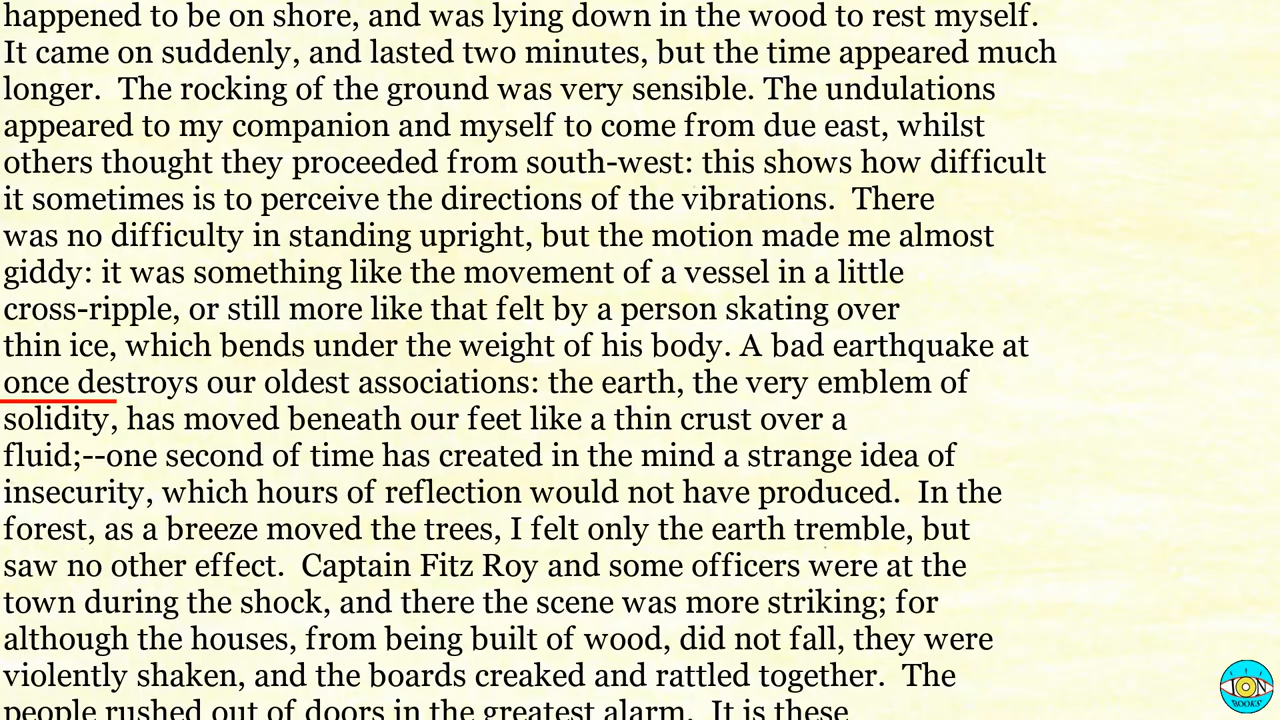 happened to be on shore, and was lying down in the wood to rest myself.
It came on suddenly, and lasted two minutes, but the time appeared much
longer.  The rocking of the ground was very sensible. The undulations
appeared to my companion and myself to come from due east, whilst
others thought they proceeded from south-west: this shows how difficult
it sometimes is to perceive the directions of the vibrations.  There
was no difficulty in standing upright, but the motion made me almost
giddy: it was something like the movement of a vessel in a little
cross-ripple, or still more like that felt by a person skating over
thin ice, which bends under the weight of his body. A bad earthquake at
once destroys our oldest associations: the earth, the very emblem of
solidity, has moved beneath our feet like a thin crust over a
fluid;--one second of time has created in the mind a strange idea of
insecurity, which hours of reflection would not have produced.  In the
forest, as a breeze moved the trees, I felt only the earth tremble, but
saw no other effect.  Captain Fitz Roy and some officers were at the
town during the shock, and there the scene was more striking; for
although the houses, from being built of wood, did not fall, they were
violently shaken, and the boards creaked and rattled together.  The
people rushed out of doors in the greatest alarm.  It is these
ION
BOOKS